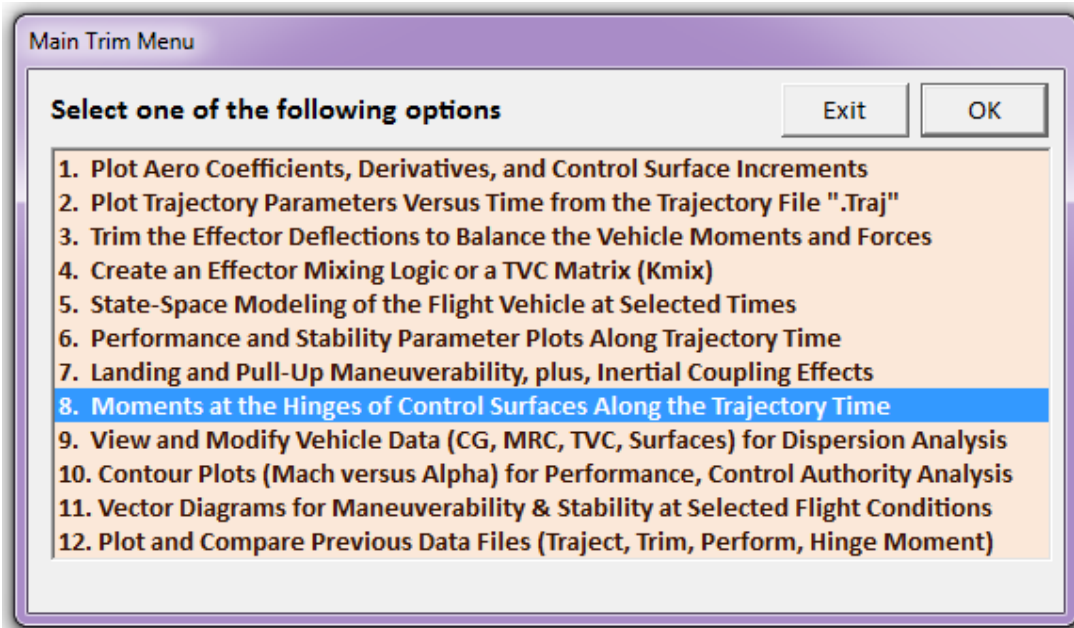 Main Trim Menu
Select one of the following options
Exit
OK
1. Plot Aero Coefficients, Derivatives, and Control Surface Increments
2. Plot Trajectory Parameters Versus Time from the Trajectory File ".Traj"
3. Trim the Effector Deflections to Balance the Vehicle Moments and Forces
4. Create an Effector Mixing Logic or a TVC Matrix (Kmix)
5. State-Space Modeling of the Flight Vehicle at Selected Times
6. Performance and Stability Parameter Plots Along Trajectory Time
7. Landing and Pull-Up Maneuverability, plus, Inertial Coupling Effects
8. Moments at the Hinges of Control Surfaces Along the Trajectory Time
9. View and Modify Vehicle Data (CG, MRC, TVC, Surfaces) for Dispersion Analysis
10. Contour Plots (Mach versus Alpha) for Performance, Control Authority Analysis
11. Vector Diagrams for Maneuverability & Stability at Selected Flight Conditions
12. Plot and Compare Previous Data Files (Traject, Trim, Perform, Hinge Moment)